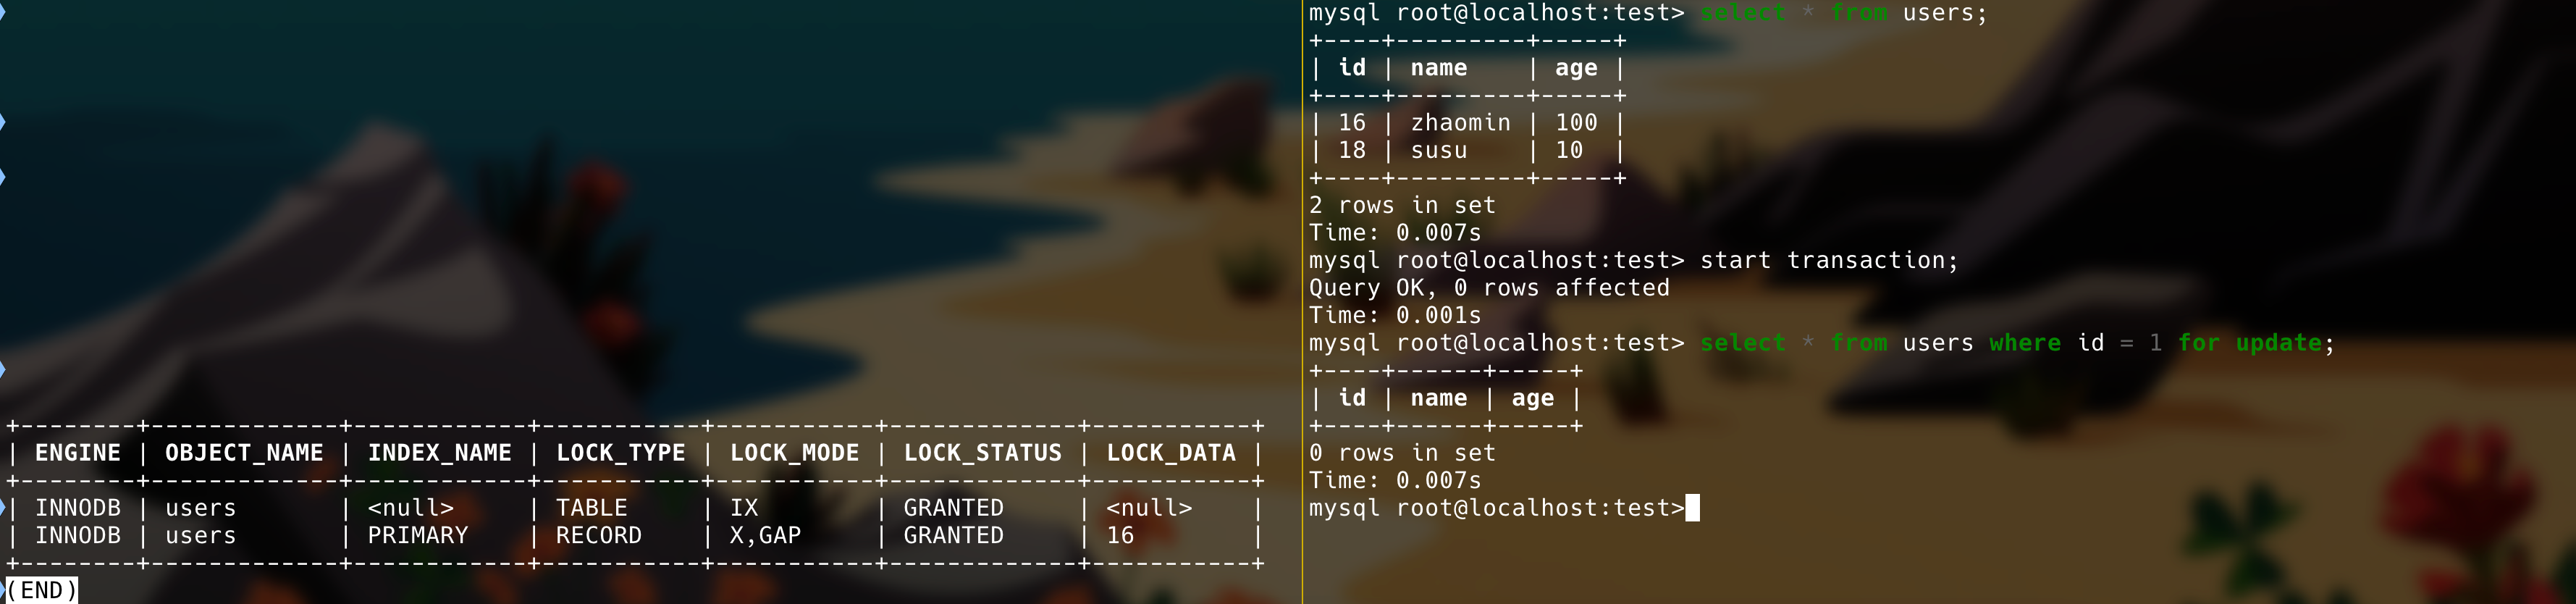 mysql root@localhost:test> select * from users;
+----+---------+-----+
| id | name    | age |
+----+---------+-----+
| 16 | zhaomin | 100 |
| 18 | susu    | 10  |
+----+---------+-----+
2 rows in set
Time: 0.007s
mysql root@localhost:test> start transaction;
Query OK, 0 rows affected
Time: 0.001s
mysql root@localhost:test> select * from users where id = 1 for update;
+----+------+-----+
| id | name | age |
+----+------+-----+
0 rows in set
Time: 0.007s
mysql root@localhost:test>
+--------+-------------+------------+-----------+-----------+-------------+-----------+
| ENGINE | OBJECT_NAME | INDEX_NAME | LOCK_TYPE | LOCK_MODE | LOCK_STATUS | LOCK_DATA |
+--------+-------------+------------+-----------+-----------+-------------+-----------+
| INNODB | users       | <null>     | TABLE     | IX        | GRANTED     | <null>    |
| INNODB | users       | PRIMARY    | RECORD    | X,GAP     | GRANTED     | 16        |
+--------+-------------+------------+-----------+-----------+-------------+-----------+
(END)